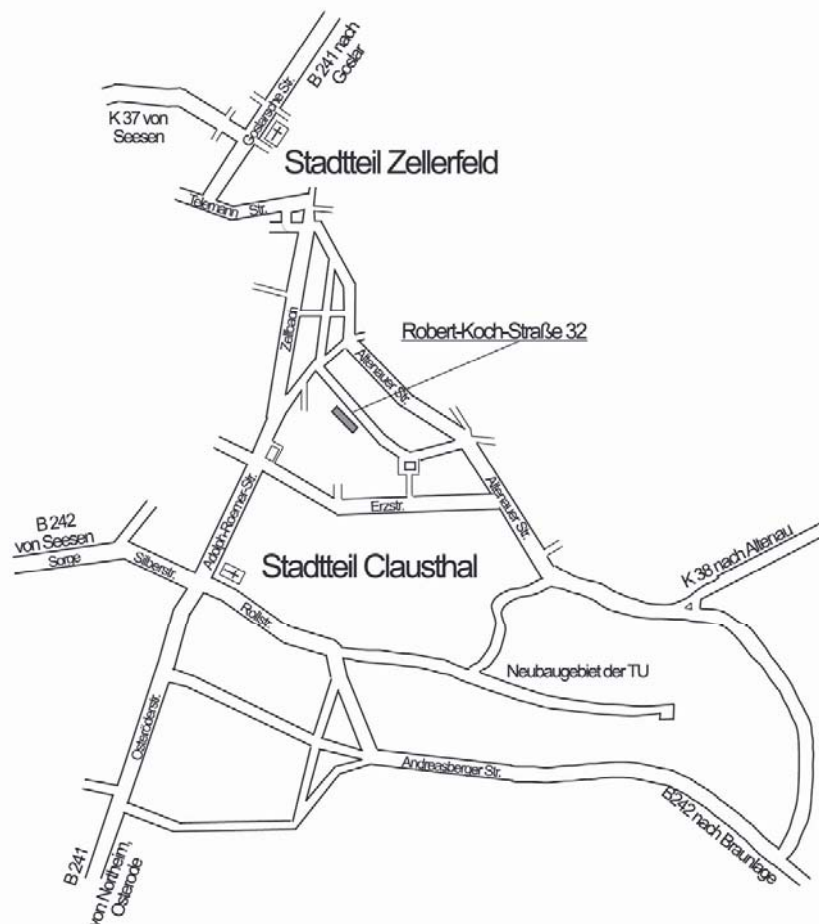 B 241 nach
Goslar
Goslarsche Str.
K 37 von
Seesen
Stadtteil Zellerfeld
Telemann Str.
Zellbach
Robert-Koch-Straße 32
Altenauer Str.
Altenauer Str.
Erzstr.
Adolph-Roemer-Str.
B 242
von Seesen
Sorge
Silberstr.
Stadtteil Clausthal
K 38 nach Altenau
Rollstr.
Neubaugebiet der TU
Osteröderstr.
Andreasberger Str.
B242 nach Braunlage
B 241
von Northeim,
Osterode